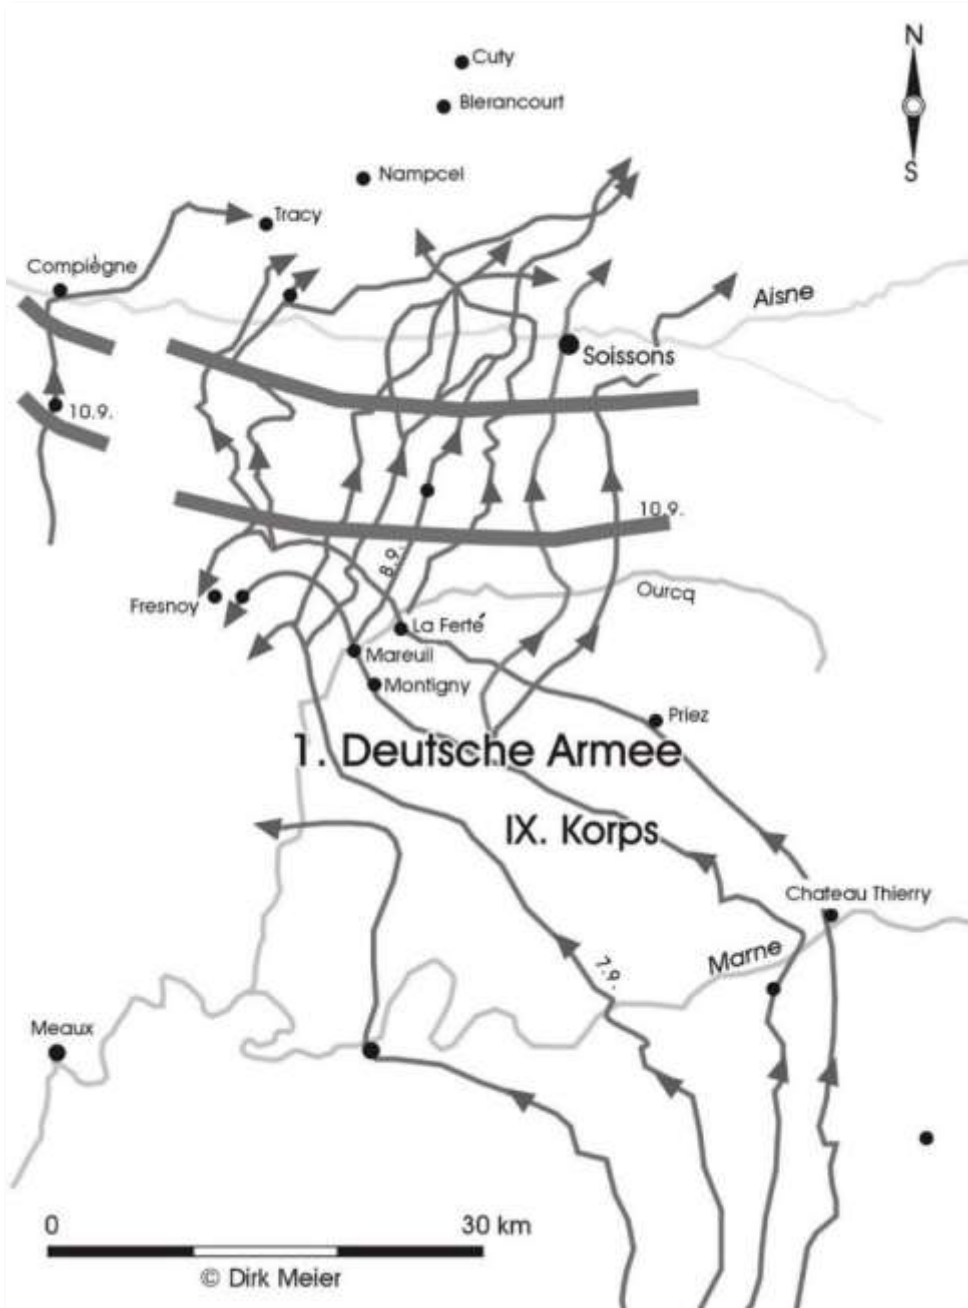 N
Cuty
Blerancourt
Nampcel
S
Tracy
Compiègne
Aisne
Soissons
10.9.
10.9.
8.9.
Ourcq
Fresnoy
La Ferté
Mareuil
Montigny
Priez
1. Deutsche Armee
IX. Korps
Chateau Thierry
Marne
7.9.
Meaux
0 30 km
© Dirk Meier